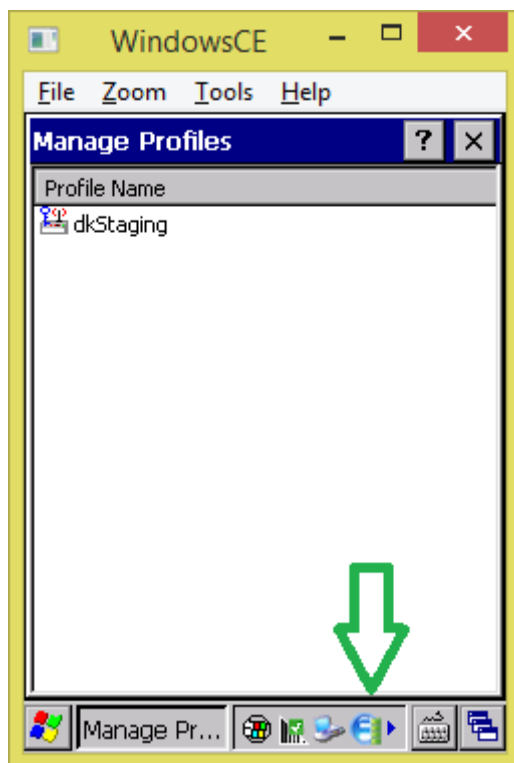 WindowsCE
File Zoom Tools Help
Manage Profiles ?
Profile Name
dkStaging
Manage Pr...